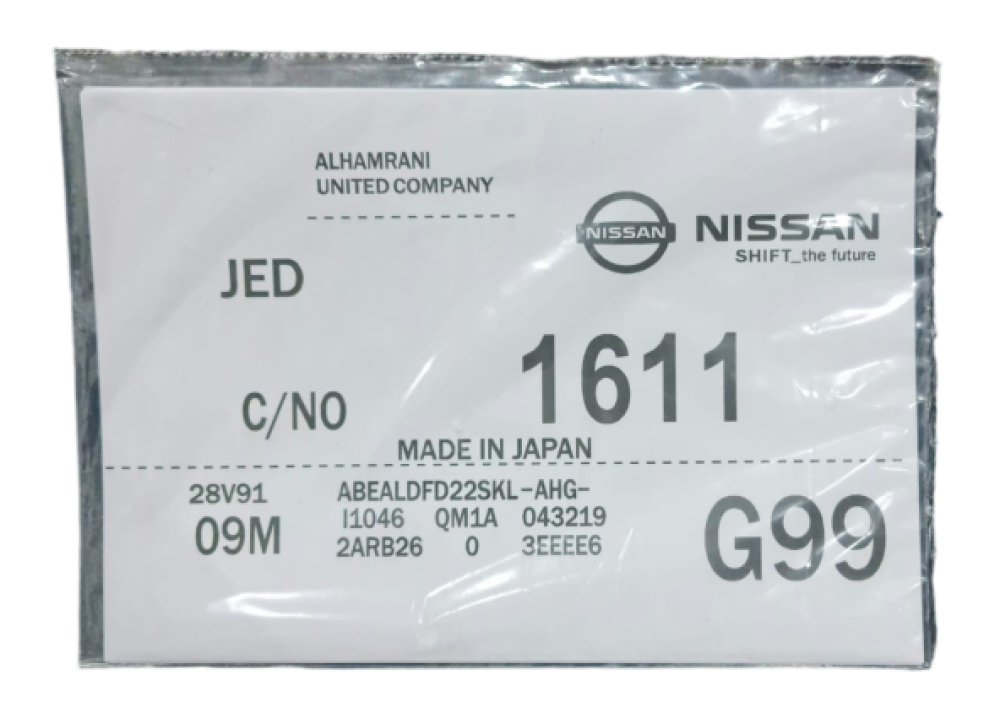 ALHAMRANI
UNITED COMPANY
NISSAN NISSAN
SHIFT_the future
JED
C/NO 1611
MADE IN JAPAN
28V91 ABEALDFD22SKL-AHG-
09M I1046 QM1A 043219
2ARB26 0 3EEEE6
G99